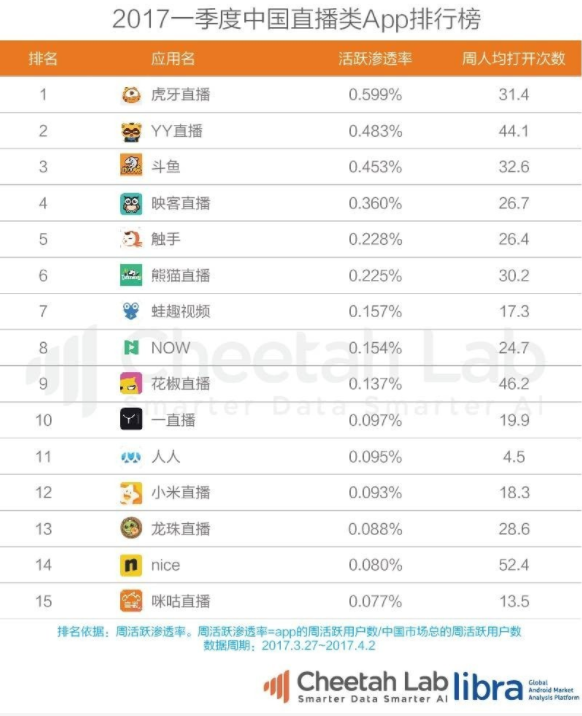 2017一季度中国直播类App排行榜
排名 应用名 活跃渗透率 周人均打开次数
1 虎牙直播 0.599% 31.4
2 YY直播 0.483% 44.1
3 斗鱼 0.453% 32.6
4 映客直播 0.360% 26.7
5 触手 0.228% 26.4
6 熊猫直播 0.225% 30.2
7 蛙趣视频 0.157% 17.3
8 NOW 0.154% 24.7
9 花椒直播 0.137% 46.2
10 一直播 0.097% 19.9
11 人人 0.095% 4.5
12 小米直播 0.093% 18.3
13 龙珠直播 0.088% 28.6
14 nice 0.080% 52.4
15 咪咕直播 0.077% 13.5
Cheetah Lab
Smarter Data Smarter AI
排名依据：周活跃渗透率。周活跃渗透率=app的周活跃用户数/中国市场总的周活跃用户数
数据周期：2017.3.27~2017.4.2
Cheetah Lab
Smarter Data Smarter AI
libra
Global
Android Market
Analysis Platform